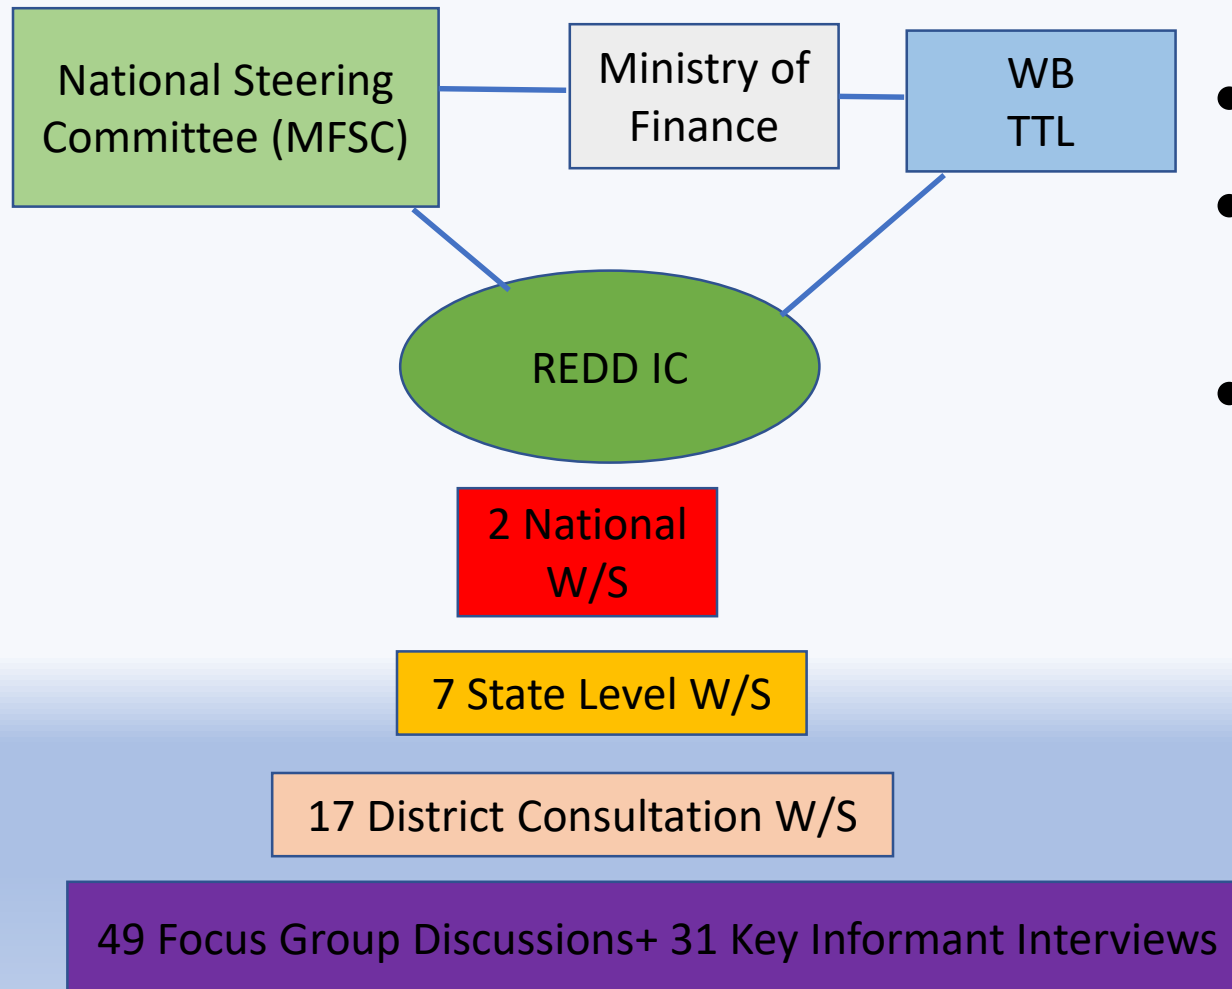 National Steering
Committee (MFSC)
Ministry of
Finance
WB
TTL
REDD IC
2 National
W/S
7 State Level W/S
17 District Consultation W/S
49 Focus Group Discussions+ 31 Key Informant Interviews